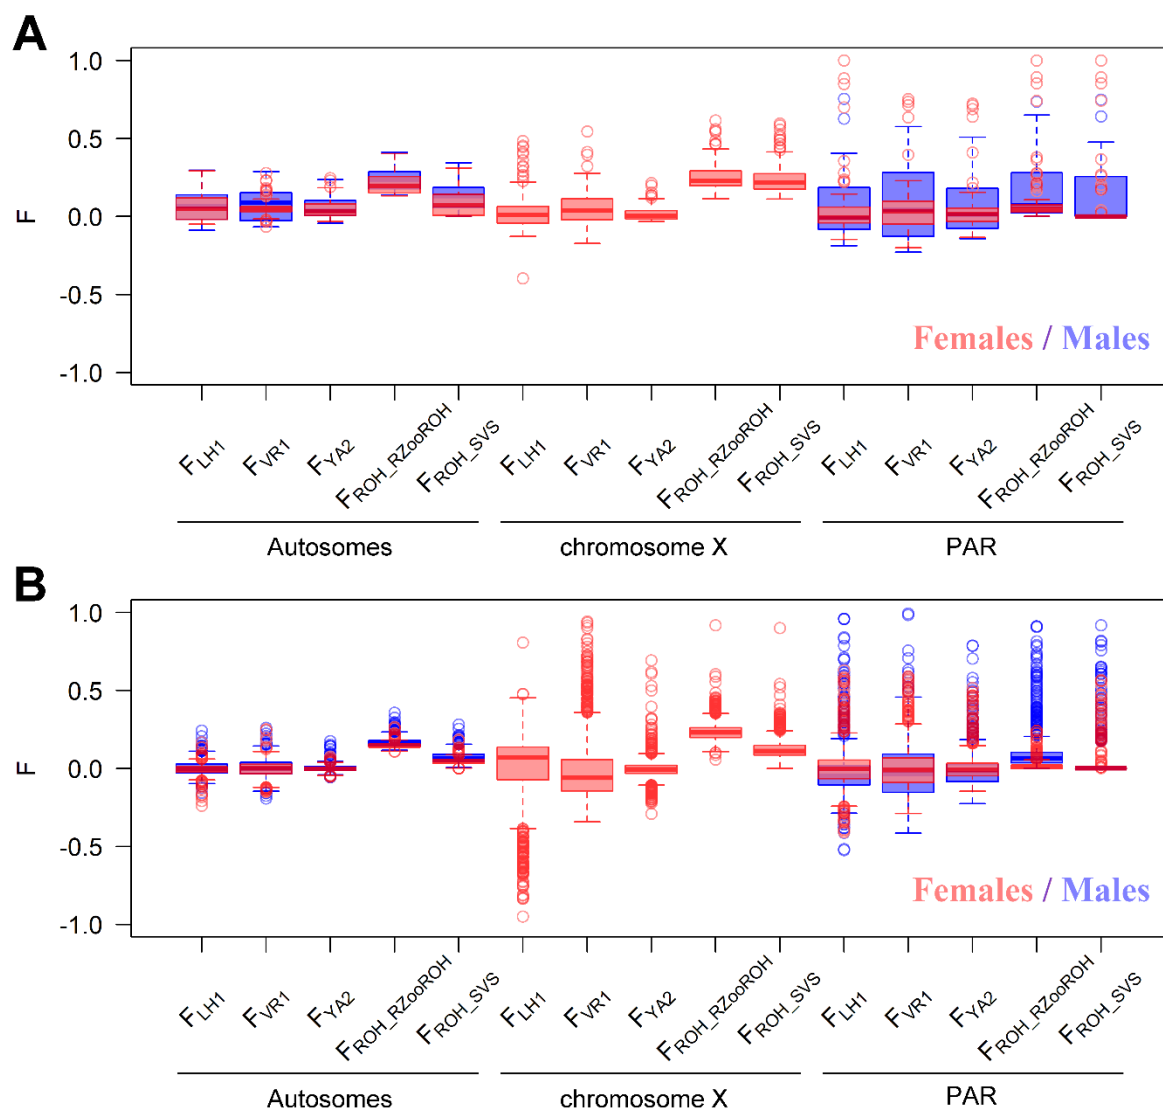 A
1.0
0.5
0.0
-0.5
-1.0
F
Females / Males
FLH1 FVR1 FYA2 FROH_RZooROH FROH_SVS FLH1 FVR1 FYA2 FROH_RZooROH FROH_SVS FLH1 FVR1 FYA2 FROH_RZooROH FROH_SVS
Autosomes chromosome X PAR
B
1.0
0.5
0.0
-0.5
-1.0
F
Females / Males
FLH1 FVR1 FYA2 FROH_RZooROH FROH_SVS FLH1 FVR1 FYA2 FROH_RZooROH FROH_SVS FLH1 FVR1 FYA2 FROH_RZooROH FROH_SVS
Autosomes chromosome X PAR